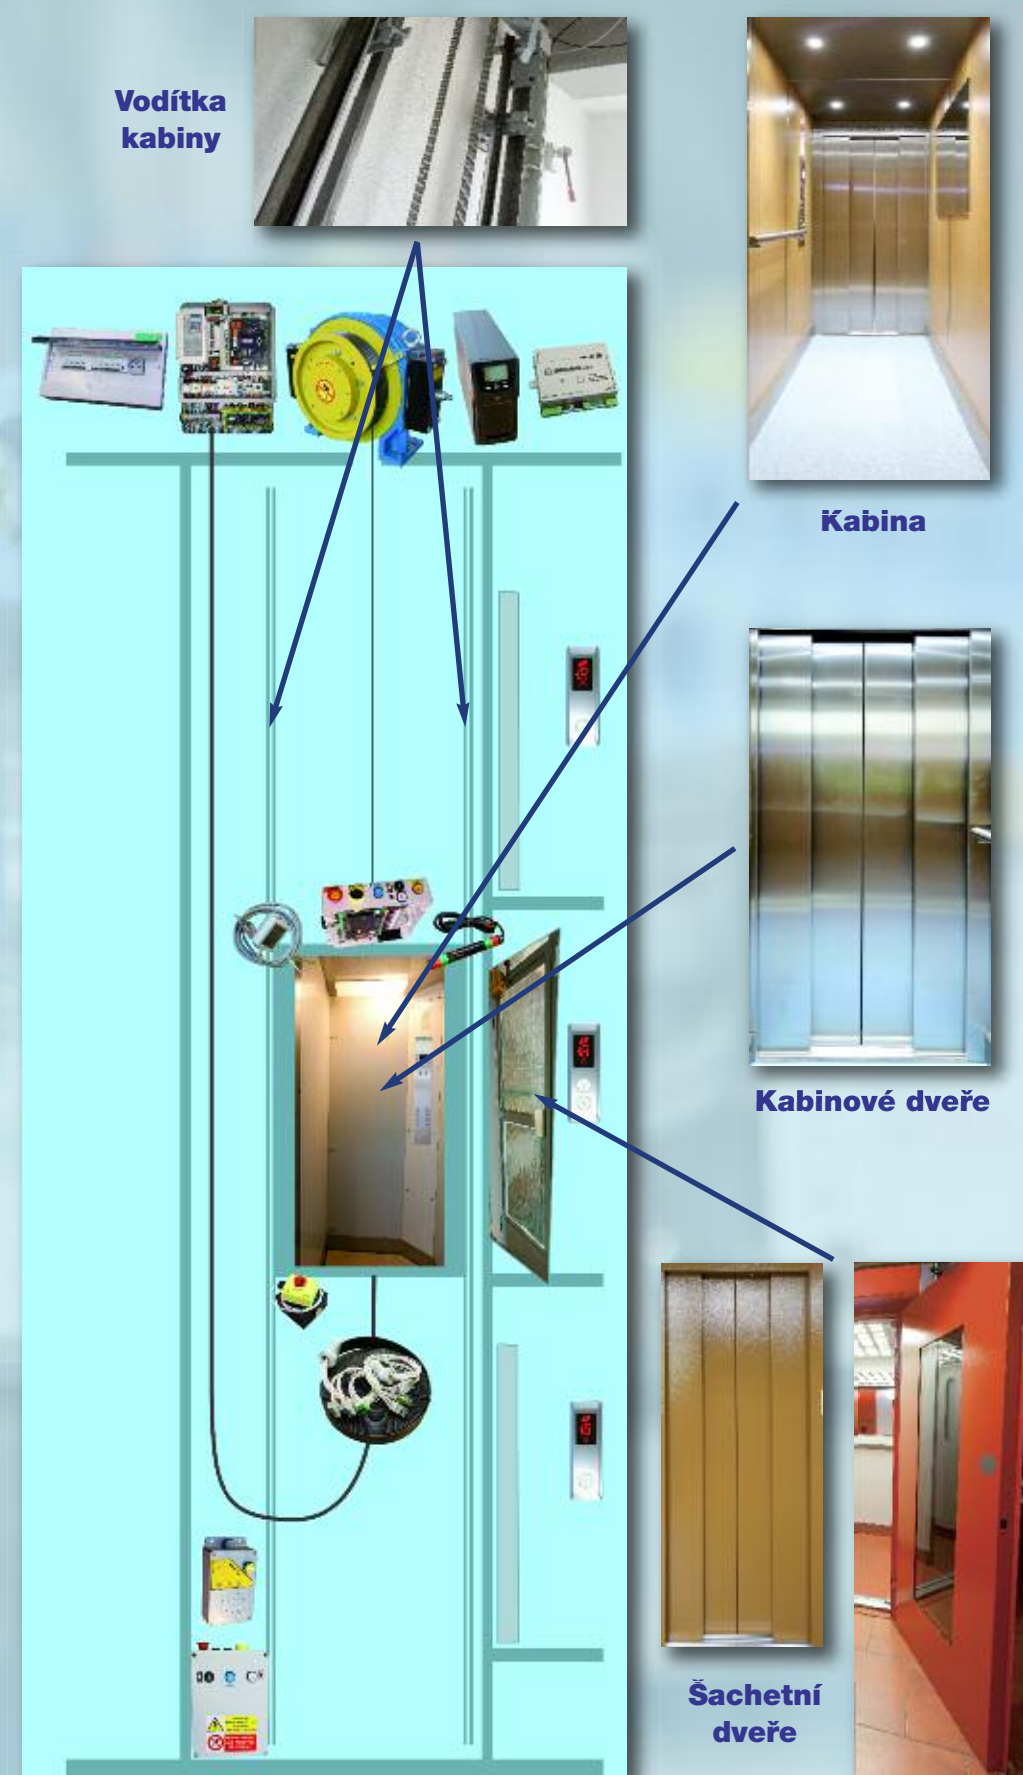 Vodítka
kabiny
Kabina
Kabinové dveře
Šachetní
dveře